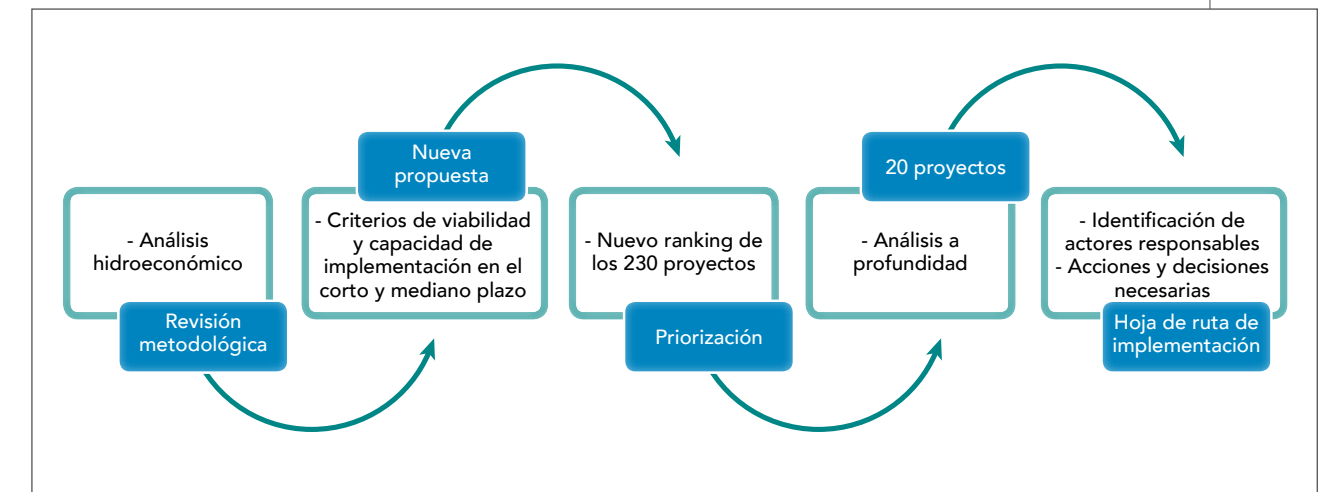 - Análisis
hidroeconómico
Revisión
metodológica
Nueva
propuesta
- Criterios de viabilidad
y capacidad de
implementación en el
corto y mediano plazo
- Nuevo ranking de
los 230 proyectos
Priorización
20 proyectos
- Análisis a
profundidad
- Identificación de
actores responsables
- Acciones y decisiones
necesarias
Hoja de ruta de
implementación